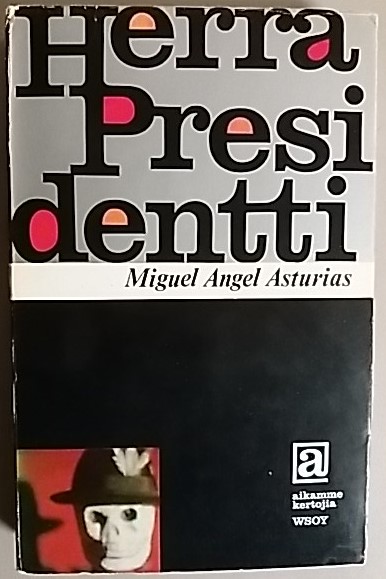 Herra
Presi
dentti
Miguel Angel Asturias
a
aikamme
kertojia
WSOY